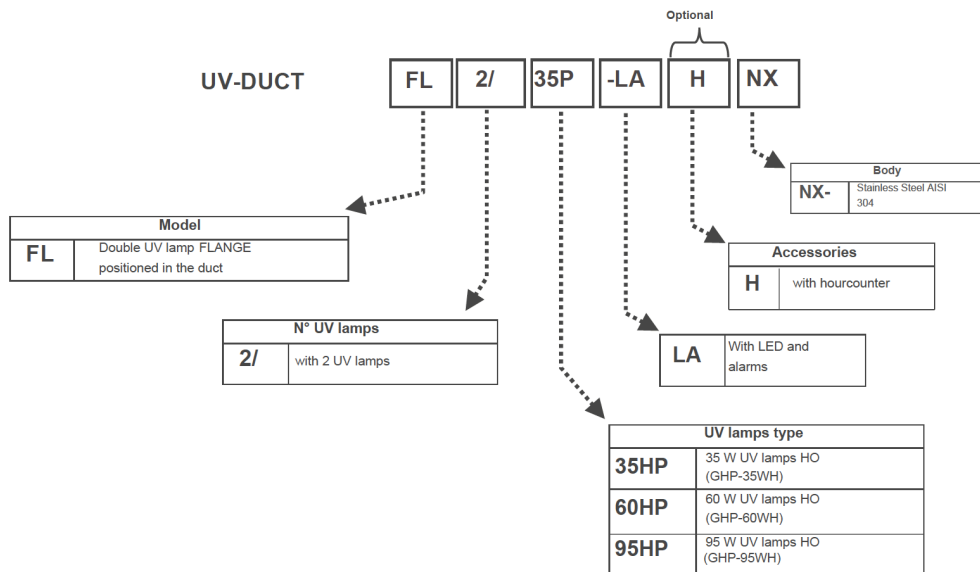 Optional
UV-DUCT
FL 2/ 35P -LA H NX
Body
NX- Stainless Steel AISI
304
Model
FL Double UV lamp FLANGE
positioned in the duct
Accessories
H with hourcounter
N° UV lamps
2/ with 2 UV lamps
LA With LED and
alarms
UV lamps type
35HP 35 W UV lamps HO
(GHP-35WH)
60HP 60 W UV lamps HO
(GHP-60WH)
95HP 95 W UV lamps HO
(GHP-95WH)